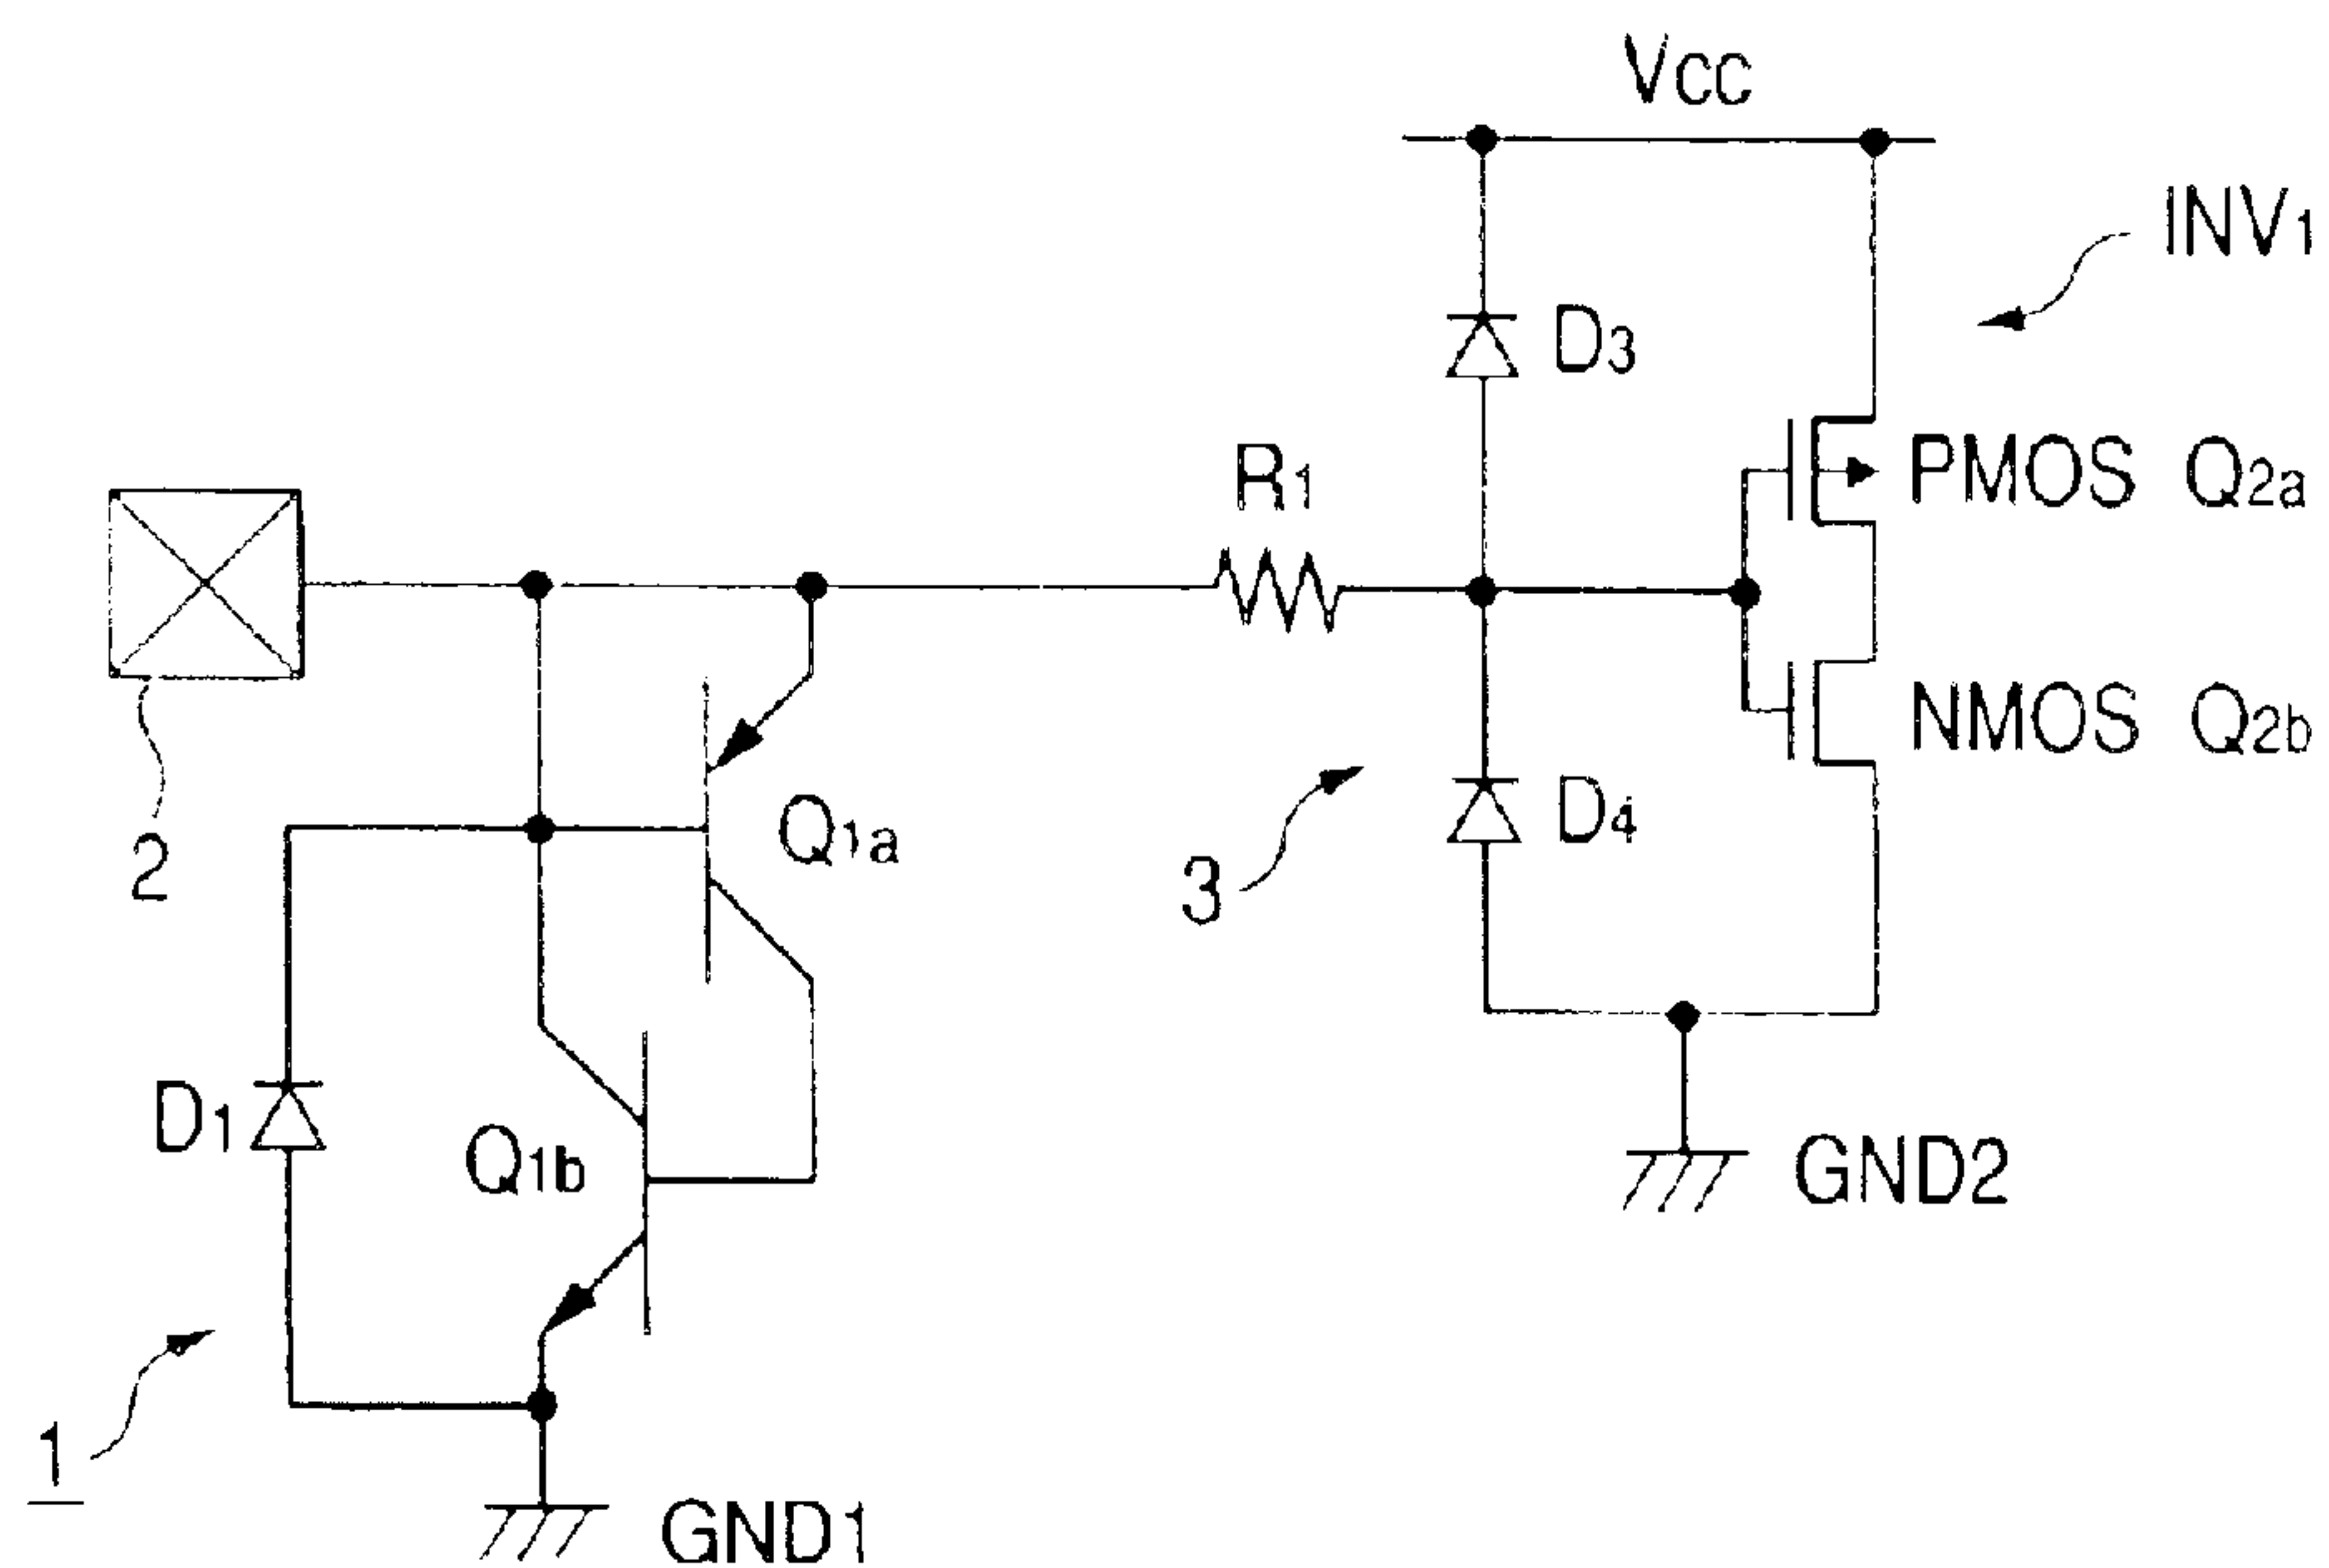 Vcc
INV1
D3
R1
PMOS Q2a
NMOS Q2b
Q1a
D4
2
3
D1
Q1b
GND2
1
GND1